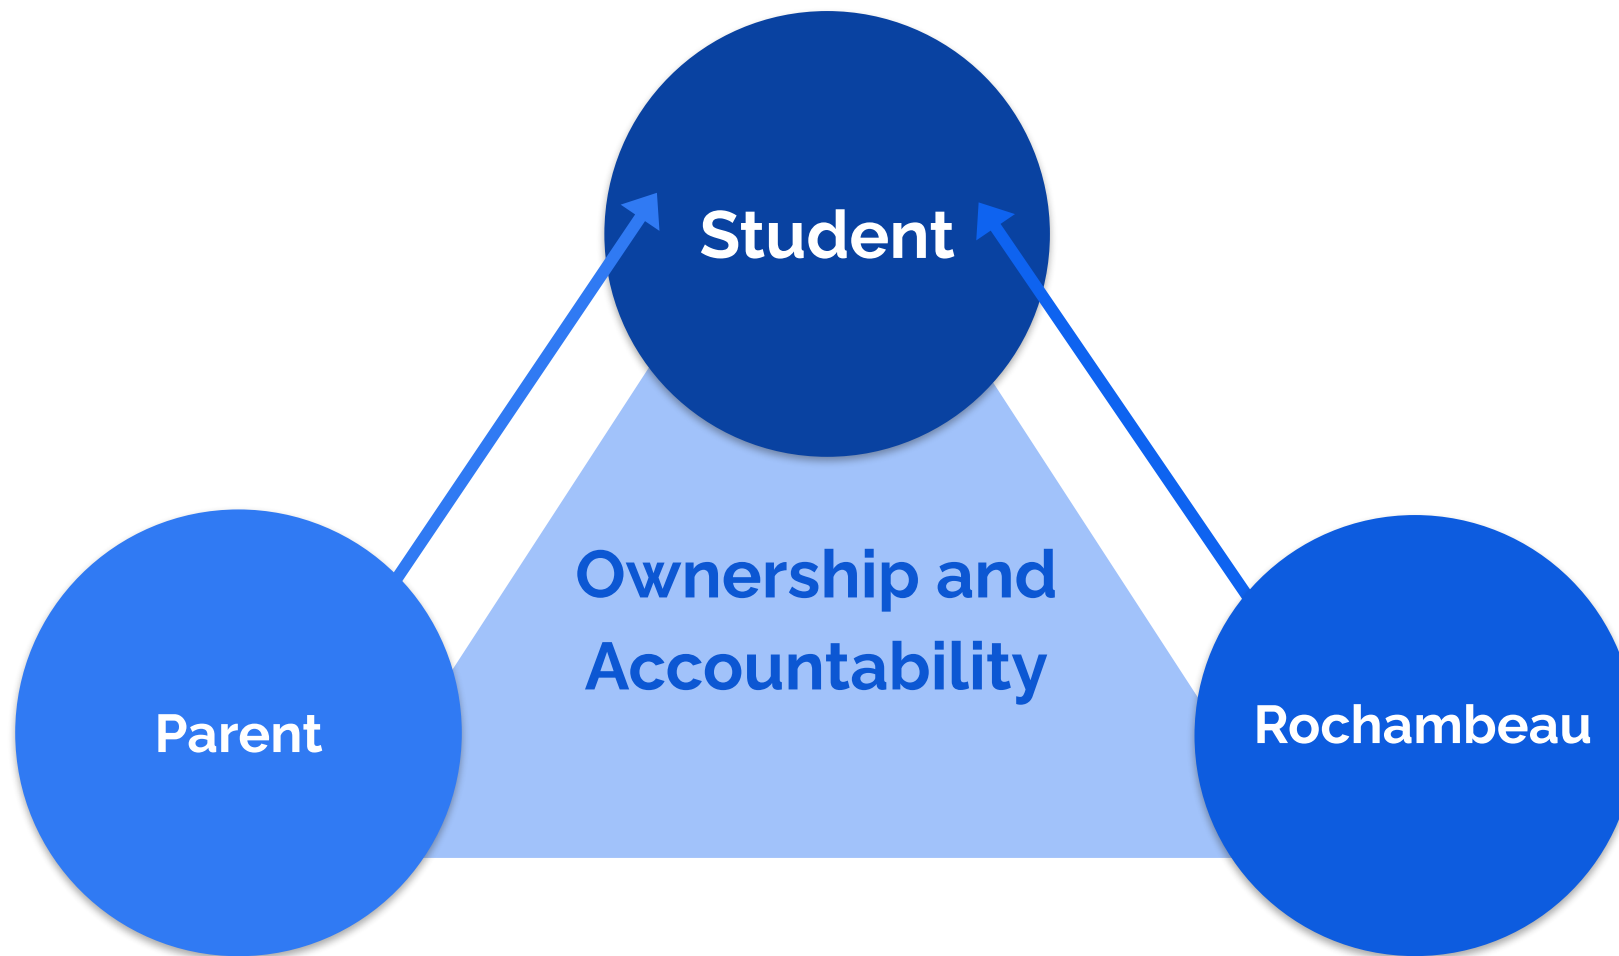 Student
Ownership and
Accountability
Parent
Rochambeau